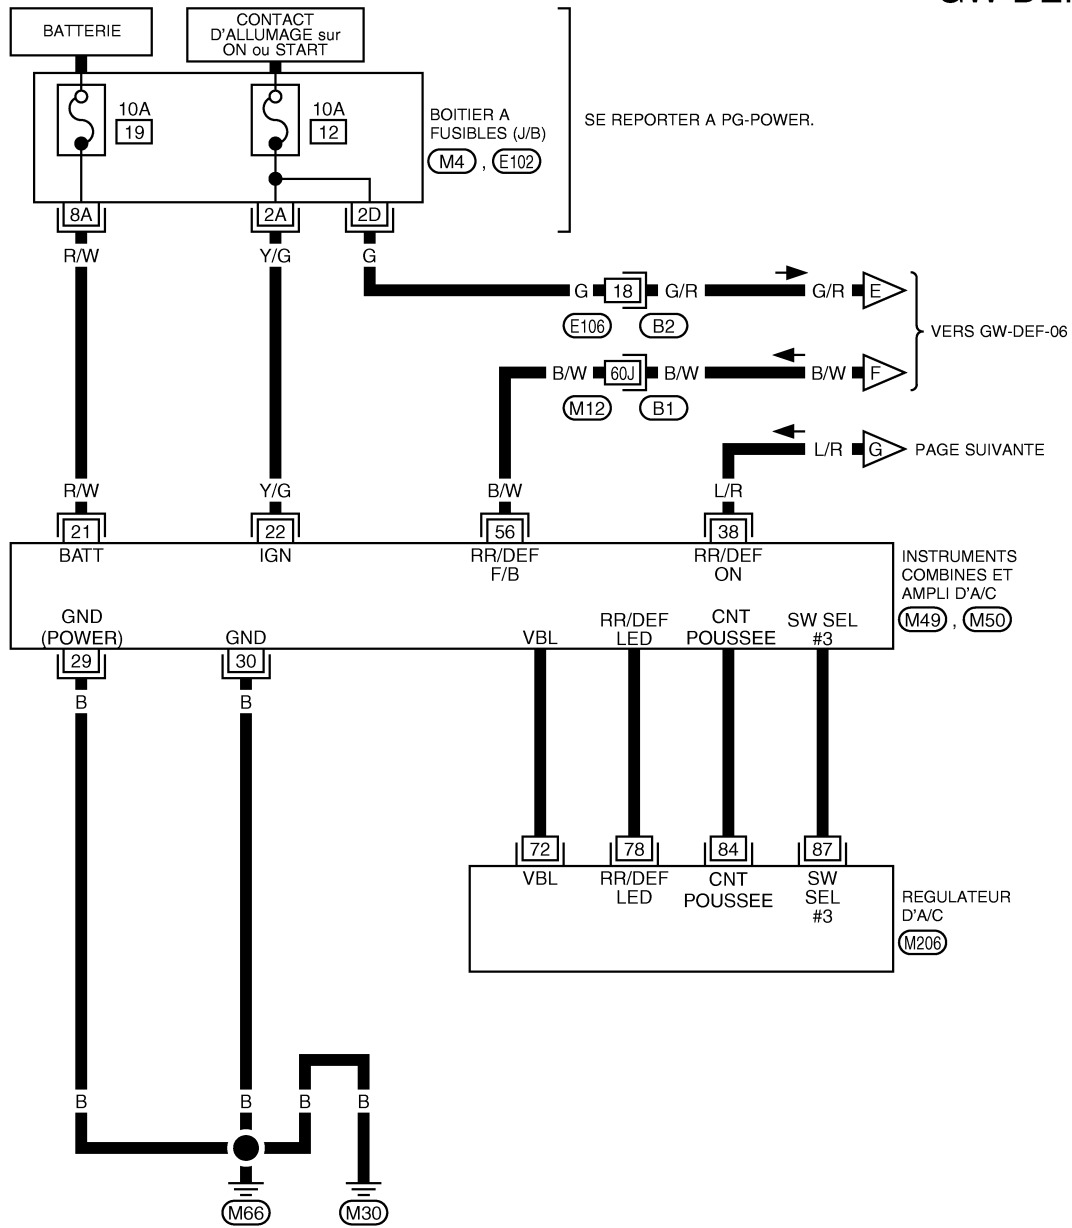 BATTERIE
CONTACT
D'ALLUMAGE sur
ON ou START
10A
19
10A
12
BOITIER A
FUSIBLES (J/B)
M4 , E102
SE REPORTER A PG-POWER.
8A
2A
2D
R/W
Y/G
G
G
18
G/R
G/R
E
E106
B2
VERS GW-DEF-06
B/W
60J
B/W
B/W
F
M12
B1
L/R
G
PAGE SUIVANTE
R/W
Y/G
B/W
L/R
21
22
56
38
BATT
IGN
RR/DEF
F/B
RR/DEF
ON
INSTRUMENTS
COMBINES ET
AMPLI D'A/C
M49 , M50
GND
(POWER)
GND
VBL
RR/DEF
LED
CNT
POUSSEE
SW SEL
#3
29
30
B
B
72
78
84
87
VBL
RR/DEF
LED
CNT
POUSSEE
SW
SEL
#3
REGULATEUR
D'A/C
M206
B
B
B
B
M66
M30